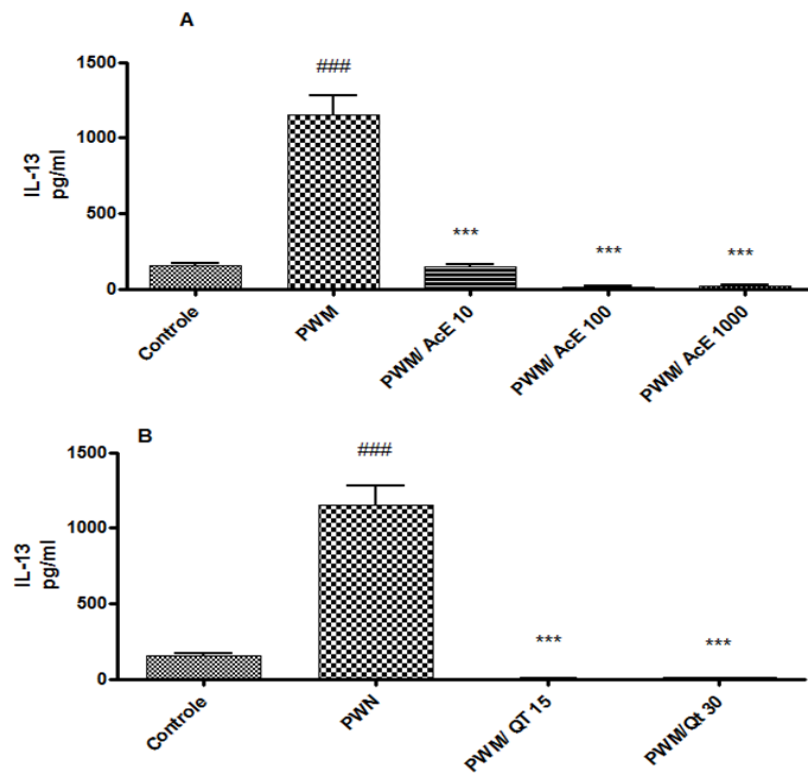 A
1500
1000
500
0
IL-13
pg/ml
###
***
***
***
Controle
PWM
PWM/ AcE 10
PWM/ AcE 100
PWM/ AcE 1000
B
1500
1000
500
0
IL-13
pg/ml
###
***
***
Controle
PWN
PWM/ QT 15
PWM/Qt 30